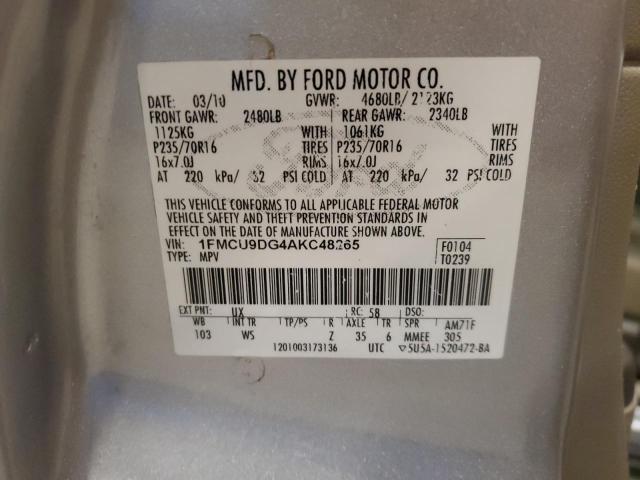 MFD. BY FORD MOTOR CO.
DATE: 03/10 GVWR: 4680LB/ 2123KG
FRONT GAWR: 2480LB REAR GAWR: 2340LB
1125KG WITH 1061KG WITH
P235/70R16 TIRES P235/70R16 TIRES
16x7.0J RIMS 16x7.0J RIMS
AT 220 kPa/ 32 PSI COLD AT 220 kPa/ 32 PSI COLD
THIS VEHICLE CONFORMS TO ALL APPLICABLE FEDERAL MOTOR
VEHICLE SAFETY AND THEFT PREVENTION STANDARDS IN
EFFECT ON THE DATE OF MANUFACTURE SHOWN ABOVE.
VIN: 1FMCU9DG4AKC48265 F0104
TYPE: MPV T0239
EXT PNT: UX RC: 58 DSO:
WB INT TR TP/PS R AXLE TR SPR AM71F
103 WS Z 35 6 MMEE 305
1201003173136 UTC ▽5U5A-1520472-BA